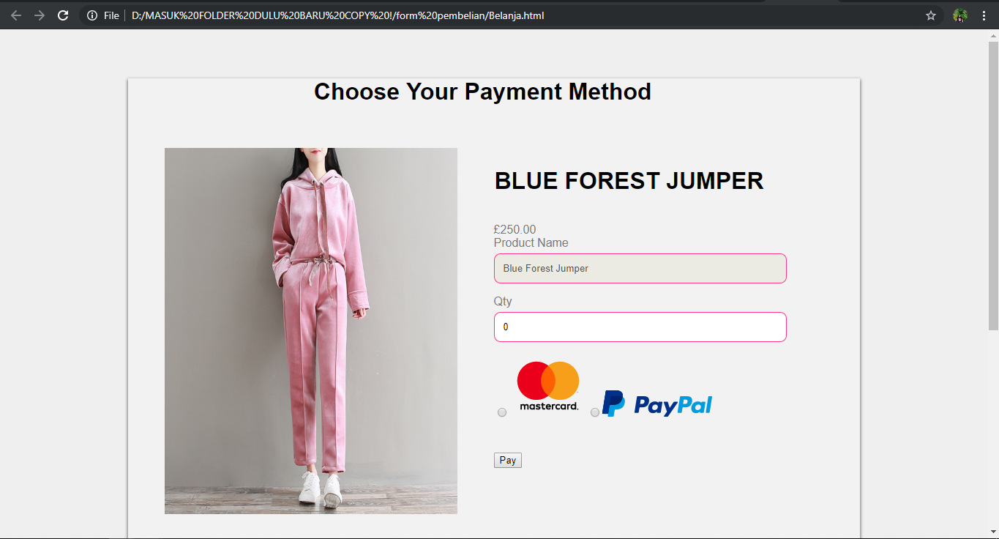 File D:/MASUK%20FOLDER%20DULU%20BARU%20COPY%20!/form%20pembelian/Belanja.html
Choose Your Payment Method
BLUE FOREST JUMPER
£250.00
Product Name
Blue Forest Jumper
Qty
0
mastercard.
PayPal
Pay